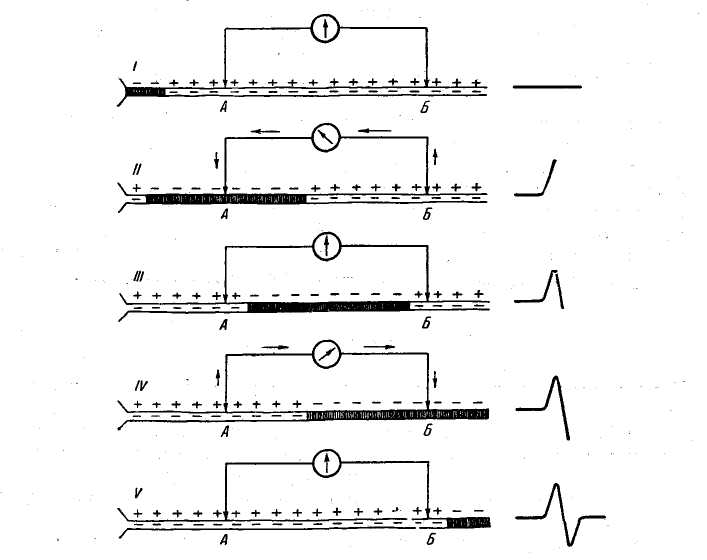 I
− − + + + + + + + + + + + + + + + +
А Б
II
+ − − − − − − − − + + + + + + + + +
А Б
III
+ + + + + + − − − − − − − − + + + + +
А Б
IV
+ + + + + + + + + − − − − − − − − −
А Б
V
+ + + + + + + + + + + + + + + + − −
А Б